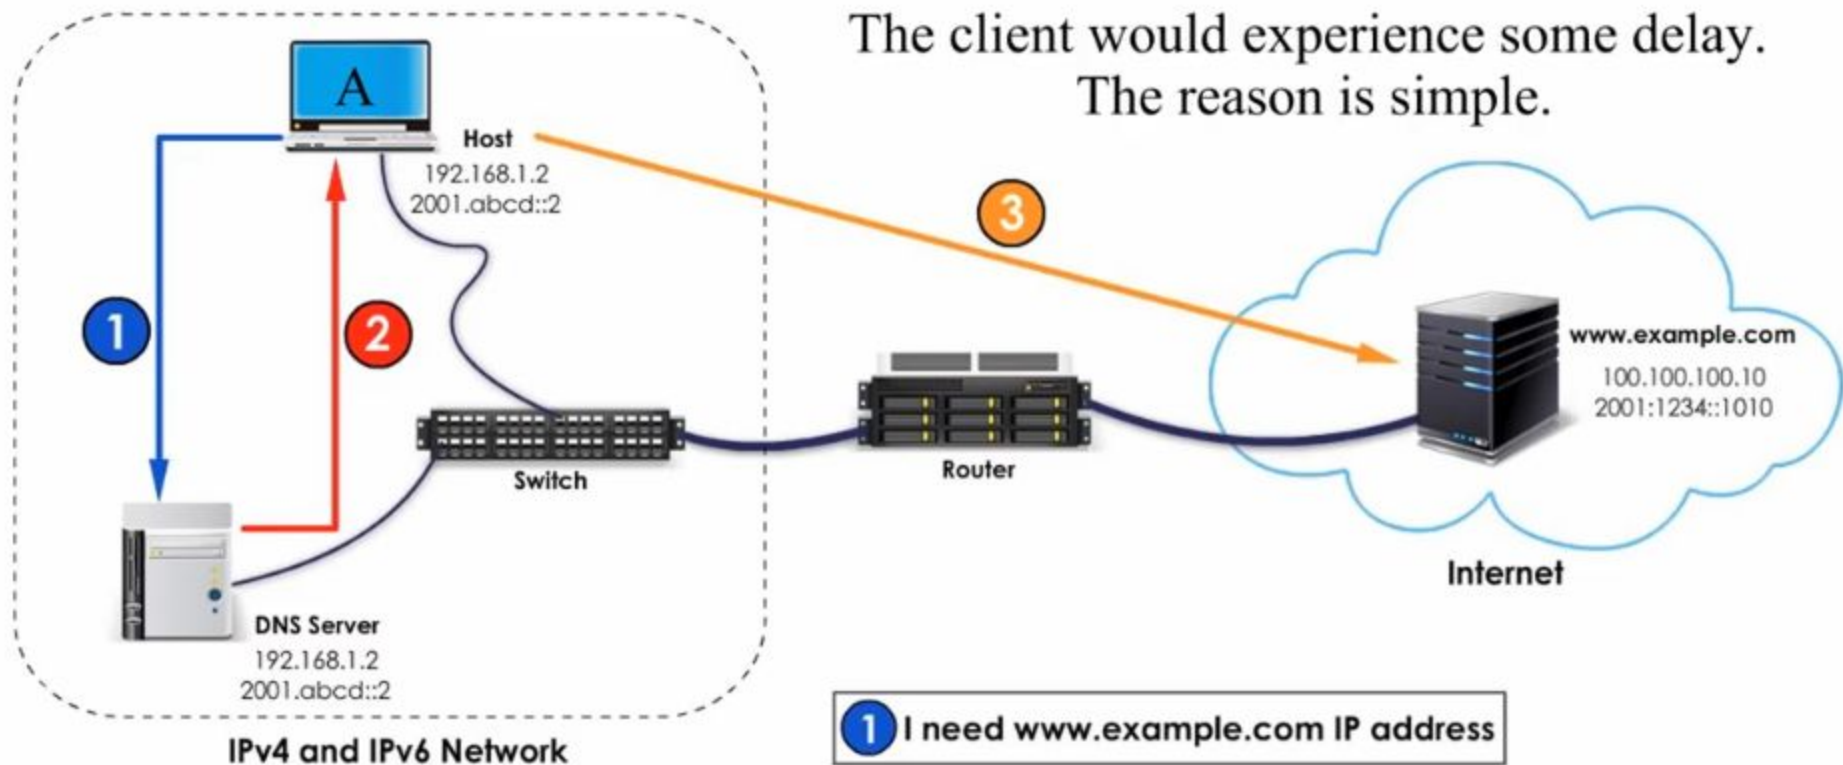 The client would experience some delay.
The reason is simple.
A
Host
192.168.1.2
2001.abcd::2
1
2
3
www.example.com
100.100.100.10
2001:1234::1010
Switch
Router
Internet
DNS Server
192.168.1.2
2001.abcd::2
IPv4 and IPv6 Network
1 I need www.example.com IP address